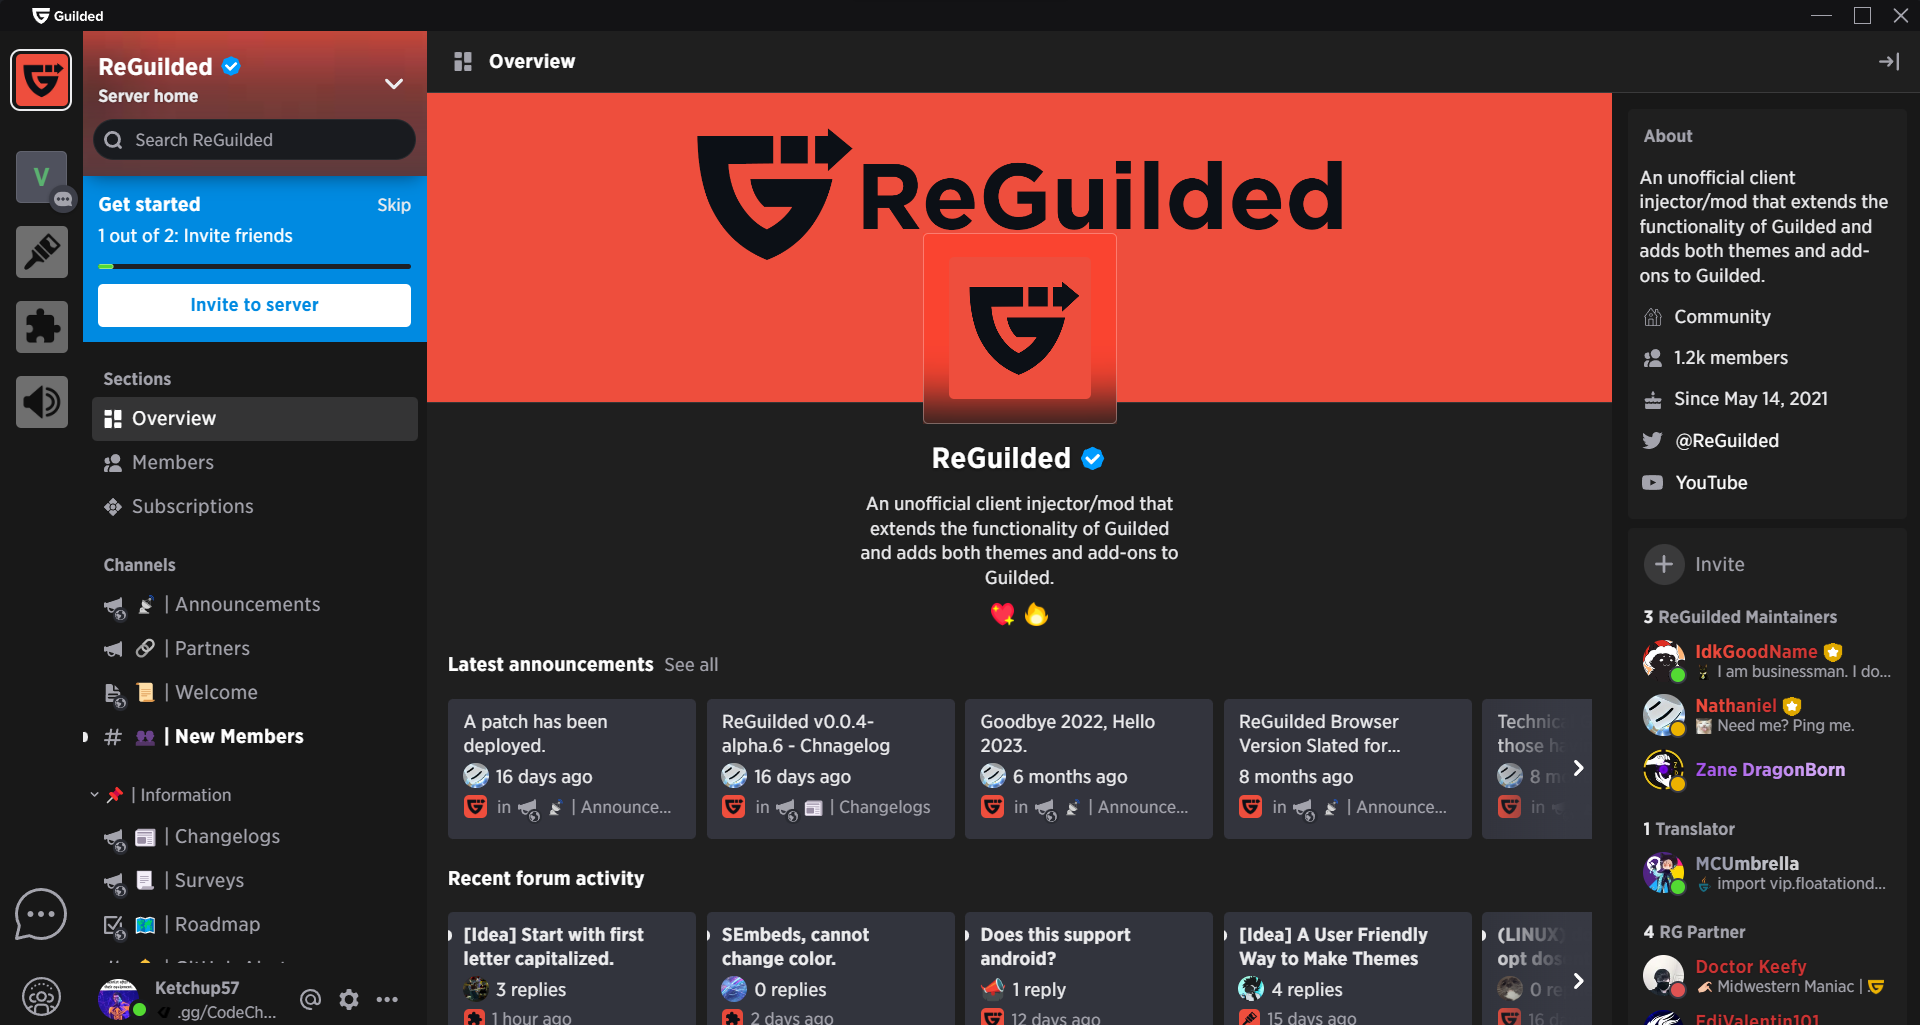 Guilded
ReGuilded
Server home
Search ReGuilded
Get started
Skip
1 out of 2: Invite friends
Invite to server
Sections
Overview
Members
Subscriptions
Channels
| Announcements
| Partners
| Welcome
# | New Members
| Information
| Changelogs
| Surveys
| Roadmap
Ketchup57
.gg/CodeCh...
V
Overview
ReGuilded
ReGuilded
An unofficial client injector/mod that
extends the functionality of Guilded
and adds both themes and add-ons to
Guilded.
Latest announcements See all
A patch has been
deployed.
16 days ago
in | Announce...
ReGuilded v0.0.4-
alpha.6 - Chnagelog
16 days ago
in | Changelogs
Goodbye 2022, Hello
2023.
6 months ago
in | Announce...
ReGuilded Browser
Version Slated for...
8 months ago
in | Announce...
Technic
those ha
8 m
in
Recent forum activity
[Idea] Start with first
letter capitalized.
3 replies
1 hour ago
SEmbeds, cannot
change color.
0 replies
2 days ago
Does this support
android?
1 reply
12 days ago
[Idea] A User Friendly
Way to Make Themes
4 replies
15 days ago
(LINUX)
opt dos
0 re
16 d
About
An unofficial client
injector/mod that extends the
functionality of Guilded and
adds both themes and add-
ons to Guilded.
Community
1.2k members
Since May 14, 2021
@ReGuilded
YouTube
Invite
3 ReGuilded Maintainers
IdkGoodName
I am businessman. I do...
Nathaniel
Need me? Ping me.
Zane DragonBorn
1 Translator
MCUmbrella
import vip.floatationd...
4 RG Partner
Doctor Keefy
Midwestern Maniac |
EdiValentin101